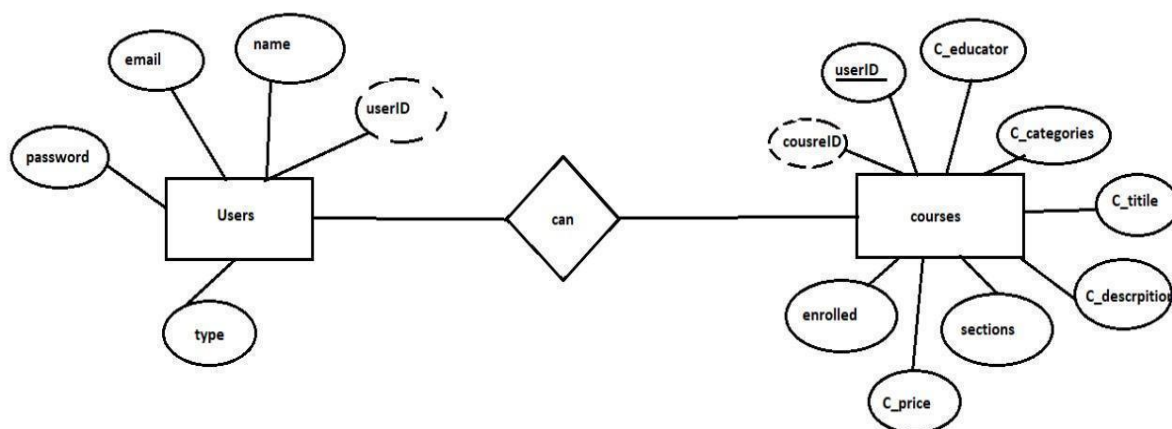 email
name
userID
password
Users
type
can
userID
C_educator
cousreID
C_categories
courses
C_titile
C_descrpition
enrolled
sections
C_price